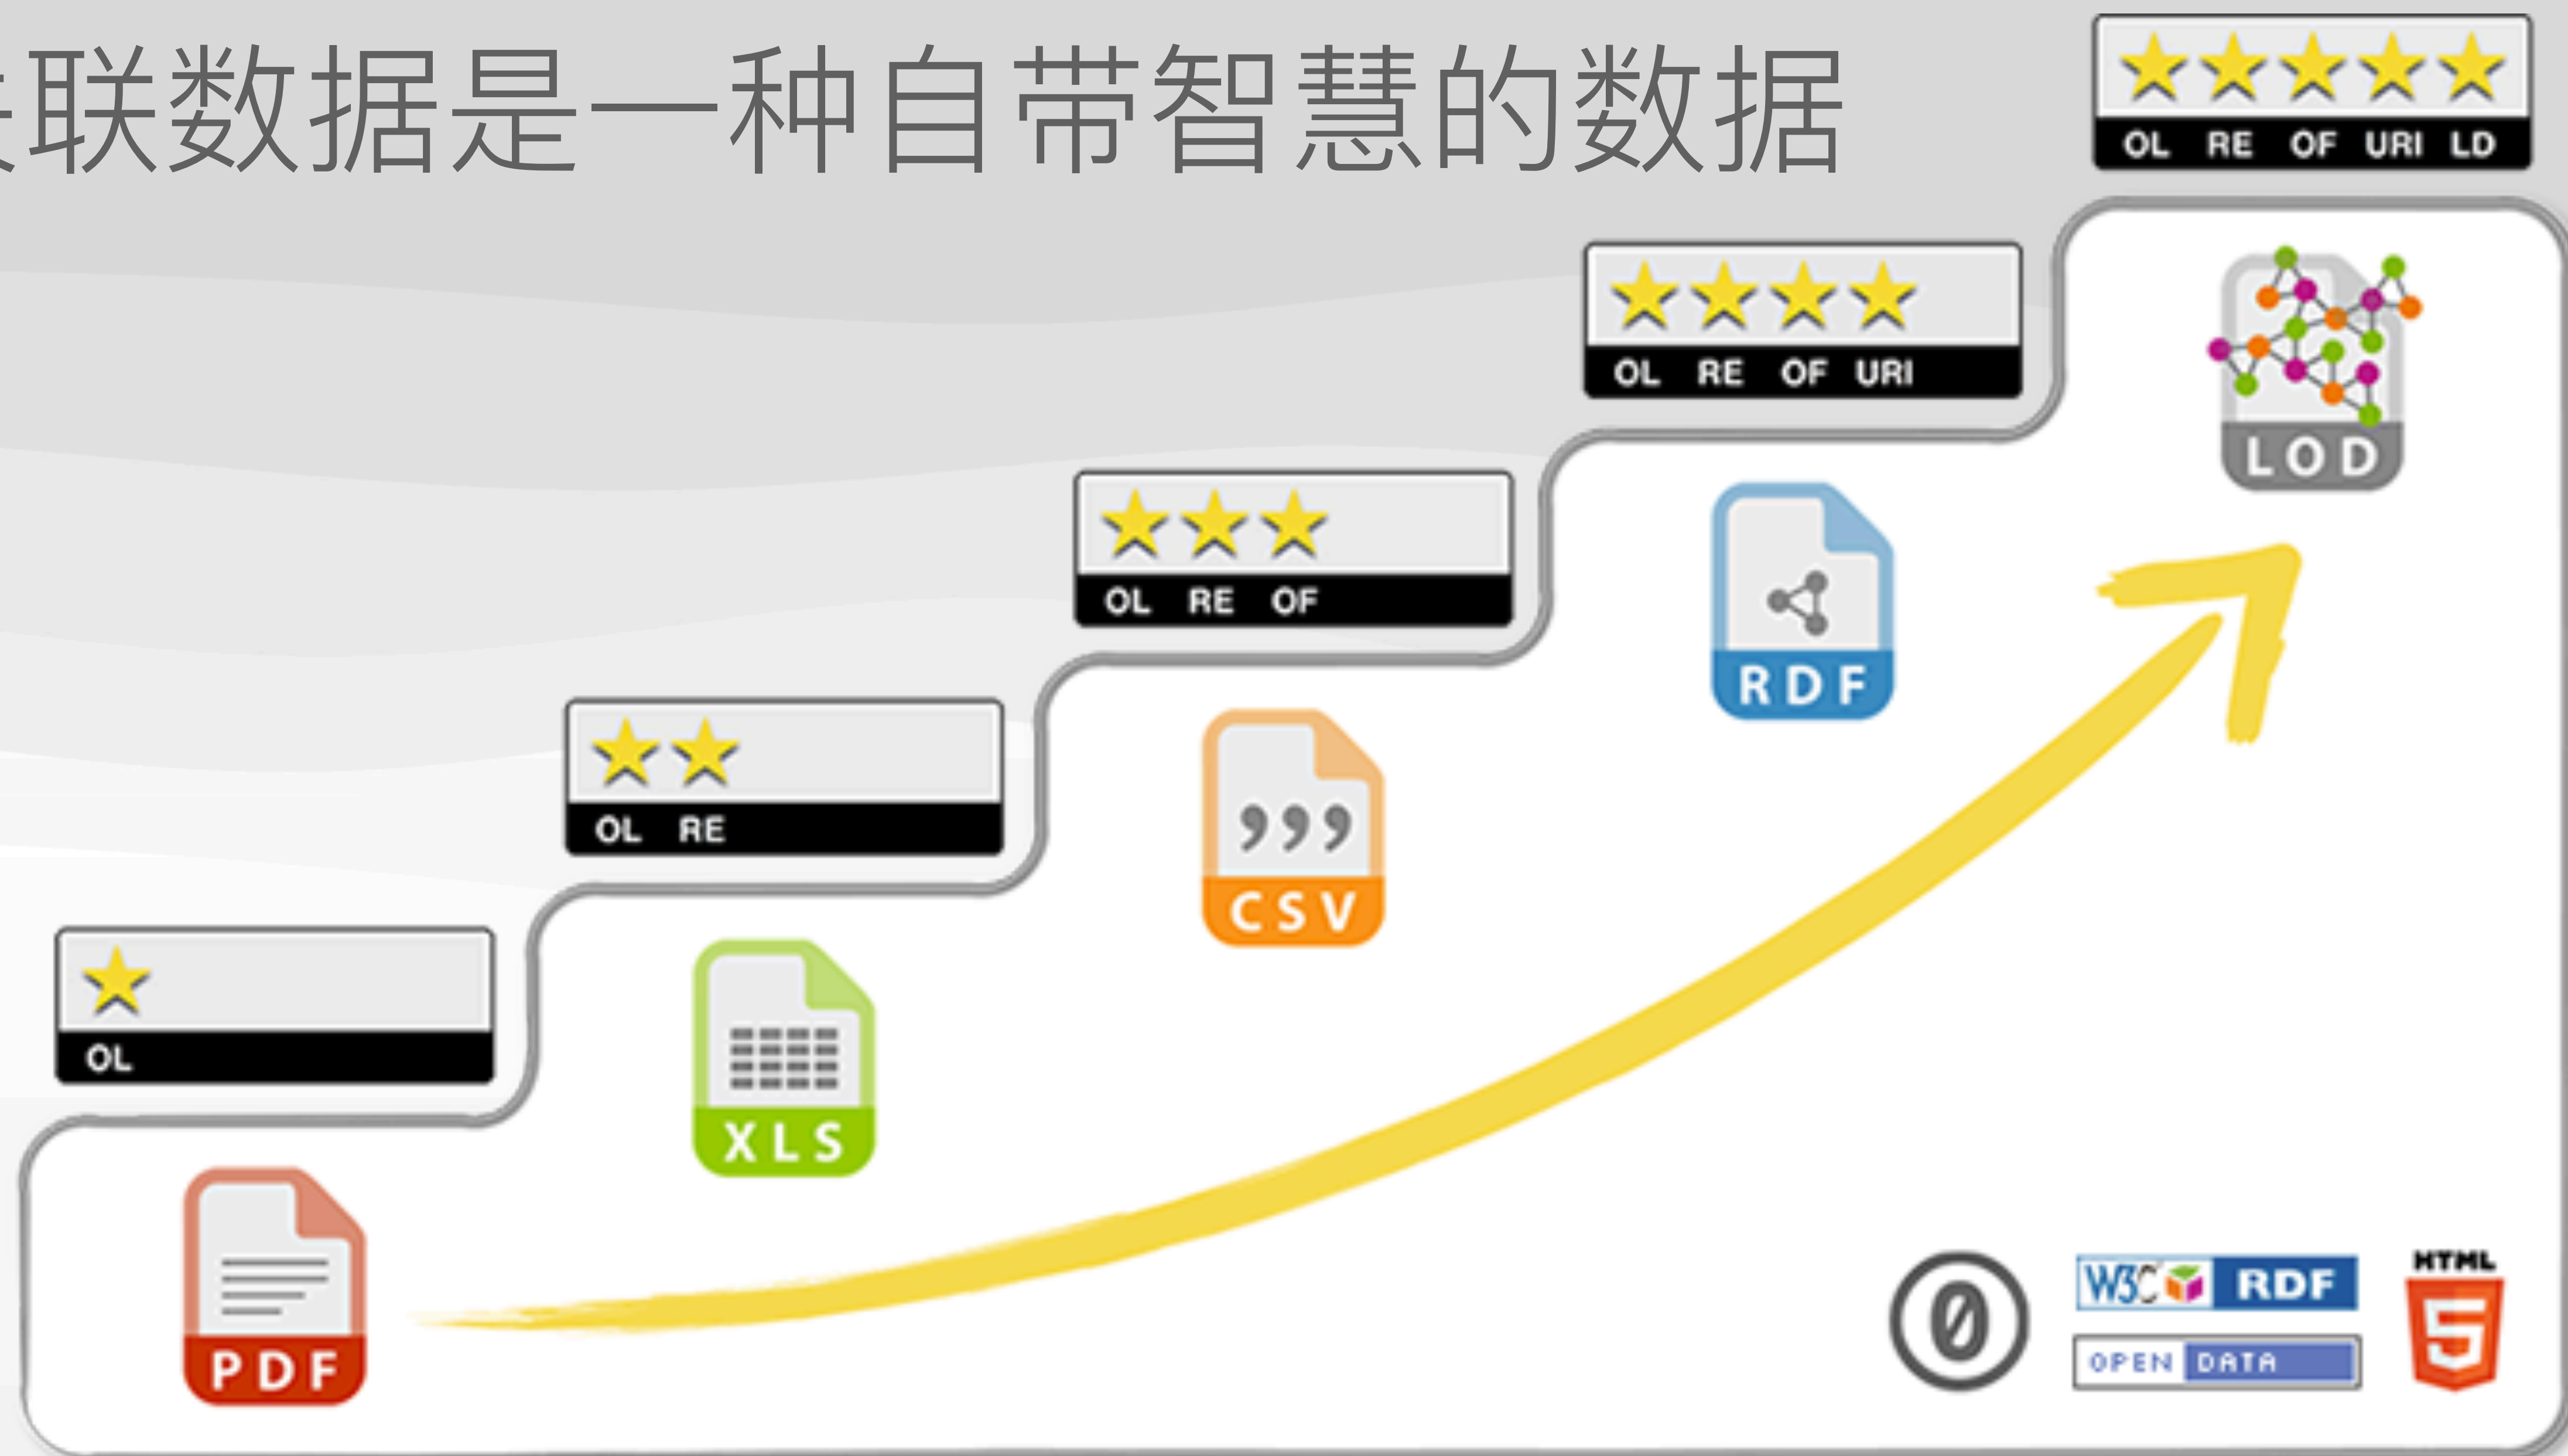 联数据是一种自带智慧的数据
OL RE OF URI LD
OL RE OF URI
LOD
OL RE OF
RDF
OL RE
CSV
OL
XLS
PDF
0
W3C RDF
OPEN DATA
HTML
5